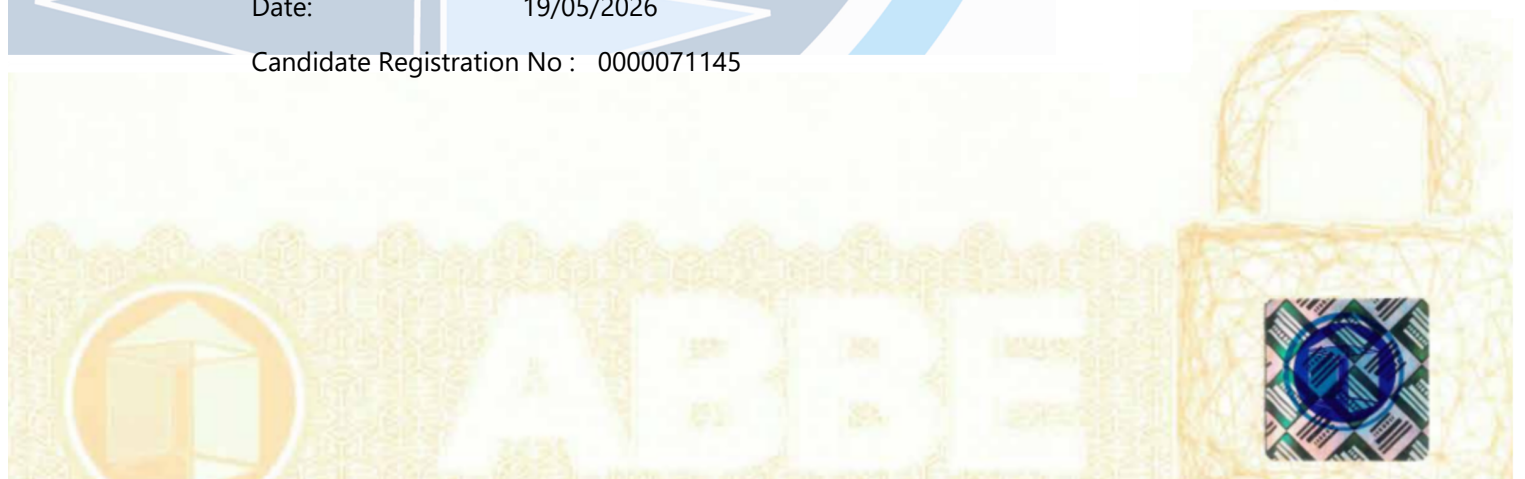 Date: 19/05/2026
Candidate Registration No : 0000071145
ABBE